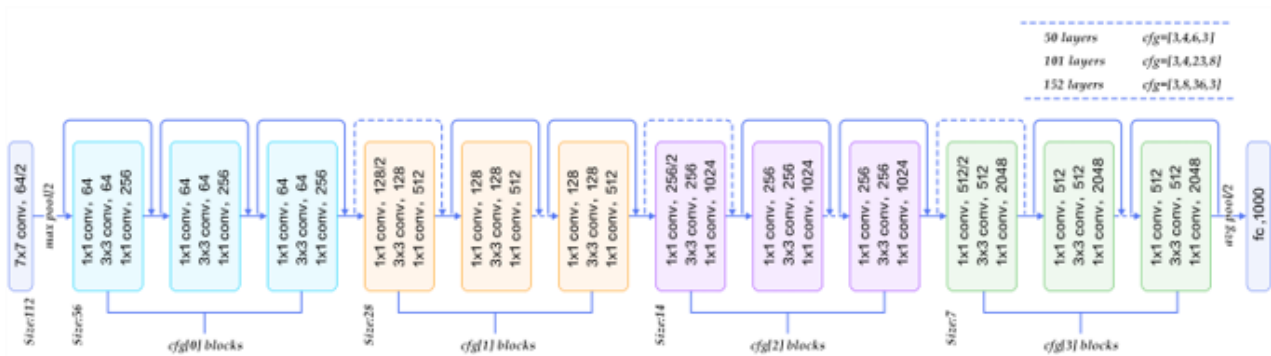 50 layers cfg=[3,4,6,3]
101 layers cfg=[3,4,23,8]
152 layers cfg=[3,8,36,3]
7x7 conv, 64/2
max pool/2
1x1 conv, 64
3x3 conv, 64
1x1 conv, 256
1x1 conv, 64
3x3 conv, 64
1x1 conv, 256
1x1 conv, 64
3x3 conv, 64
1x1 conv, 256
1x1 conv, 128/2
3x3 conv, 128
1x1 conv, 512
1x1 conv, 128
3x3 conv, 128
1x1 conv, 512
1x1 conv, 128
3x3 conv, 128
1x1 conv, 512
1x1 conv, 256/2
3x3 conv, 256
1x1 conv, 1024
1x1 conv, 256
3x3 conv, 256
1x1 conv, 1024
1x1 conv, 256
3x3 conv, 256
1x1 conv, 1024
1x1 conv, 512/2
3x3 conv, 512
1x1 conv, 2048
1x1 conv, 512
3x3 conv, 512
1x1 conv, 2048
1x1 conv, 512
3x3 conv, 512
1x1 conv, 2048
avg pool/2
fc ,1000
Size:112
Size:56
cfg[0] blocks
Size:28
cfg[1] blocks
Size:14
cfg[2] blocks
Size:7
cfg[3] blocks